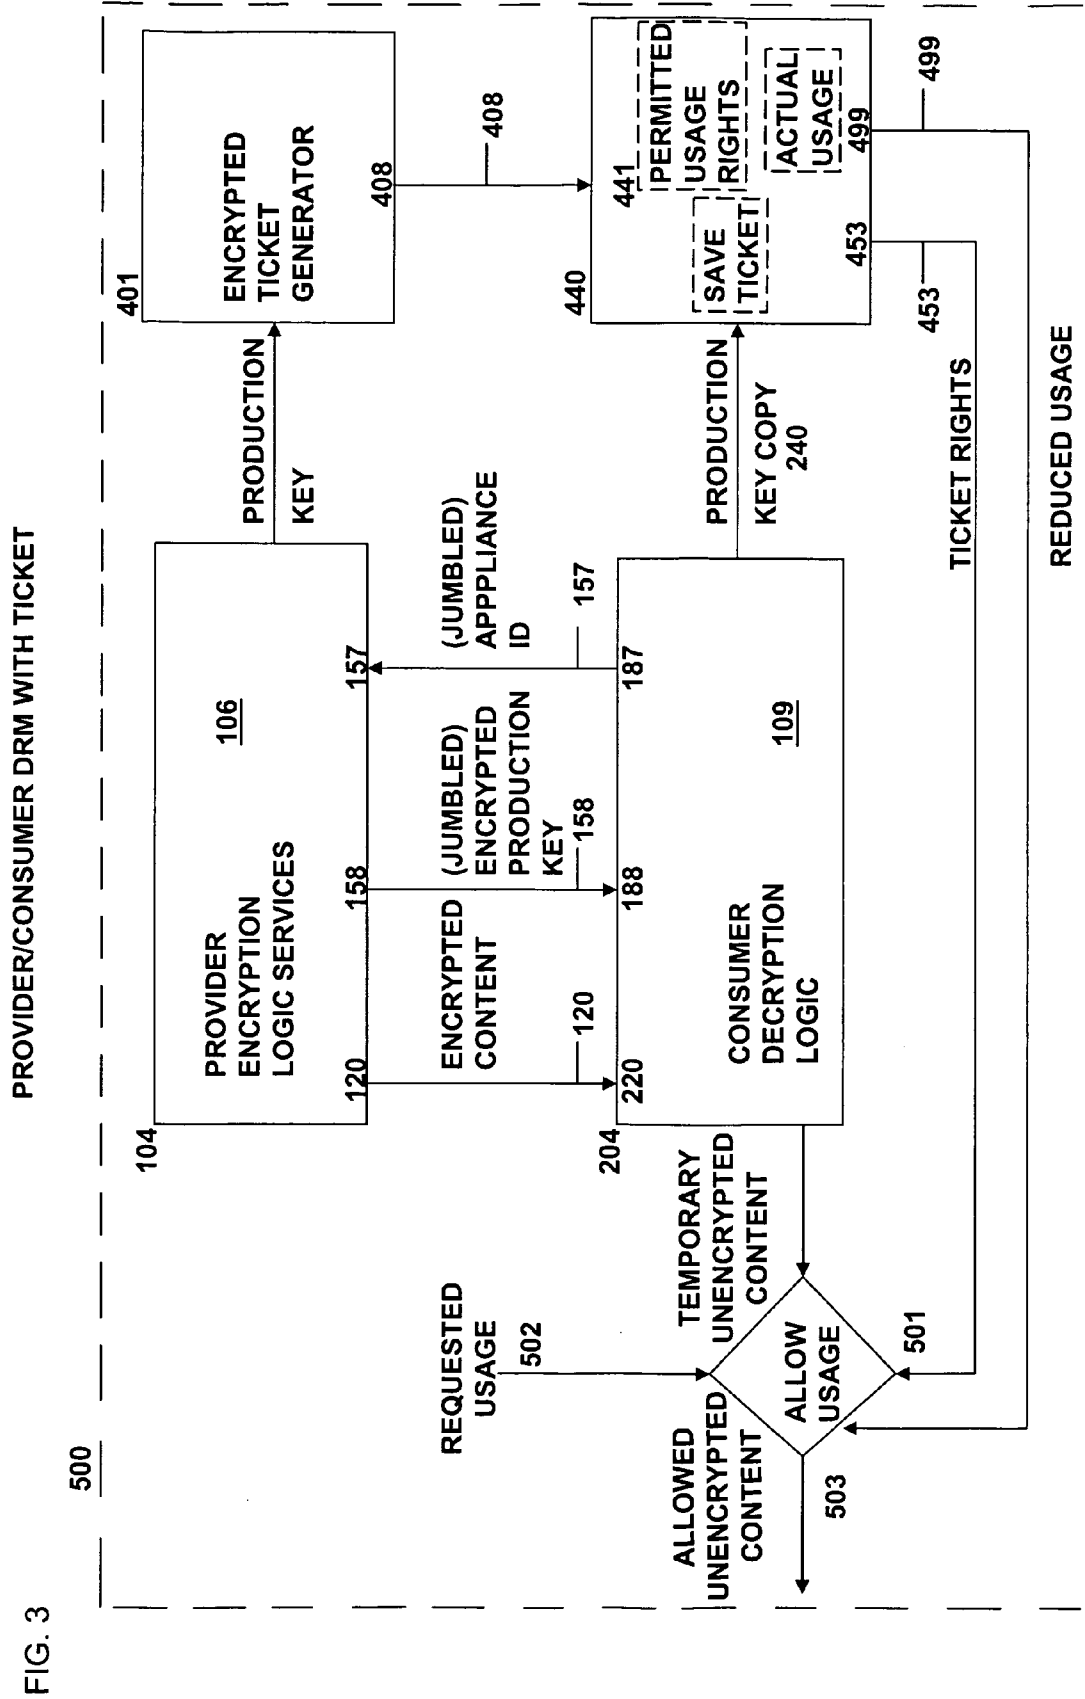 FIG. 3
PROVIDER/CONSUMER DRM WITH TICKET
500
104
PROVIDER
ENCRYPTION
LOGIC SERVICES
106
120
158
157
PRODUCTION
KEY
401
ENCRYPTED
TICKET
GENERATOR
408
408
ENCRYPTED
CONTENT
120
(JUMBLED)
ENCRYPTED
PRODUCTION
KEY
158
(JUMBLED)
APPPLIANCE
ID
157
REQUESTED
USAGE
502
204
220
188
187
CONSUMER
DECRYPTION
LOGIC
109
PRODUCTION
KEY COPY
240
440
441
PERMITTED
USAGE
RIGHTS
SAVE
TICKET
ACTUAL
USAGE
453
499
453
499
TEMPORARY
UNENCRYPTED
CONTENT
ALLOW
USAGE
501
ALLOWED
UNENCRYPTED
CONTENT
503
TICKET RIGHTS
REDUCED USAGE